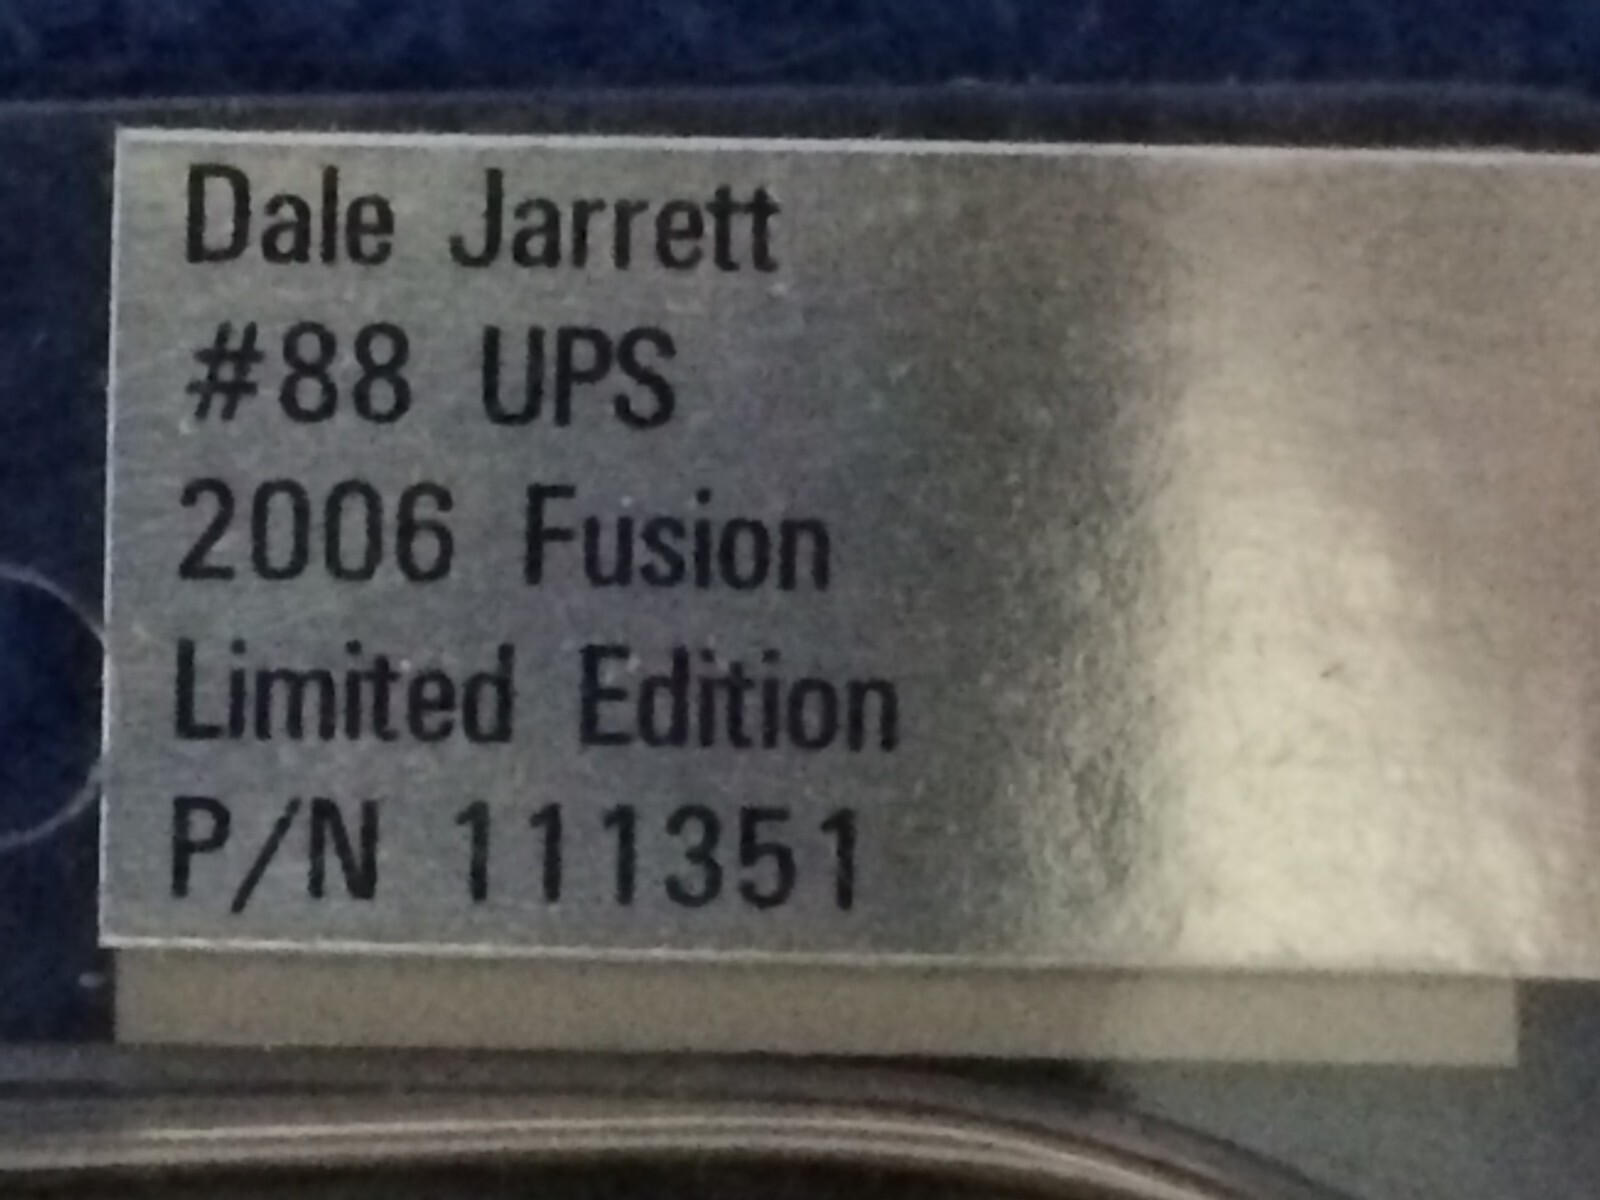 Dale Jarrett
#88 UPS
2006 Fusion
Limited Edition
P/N 111351